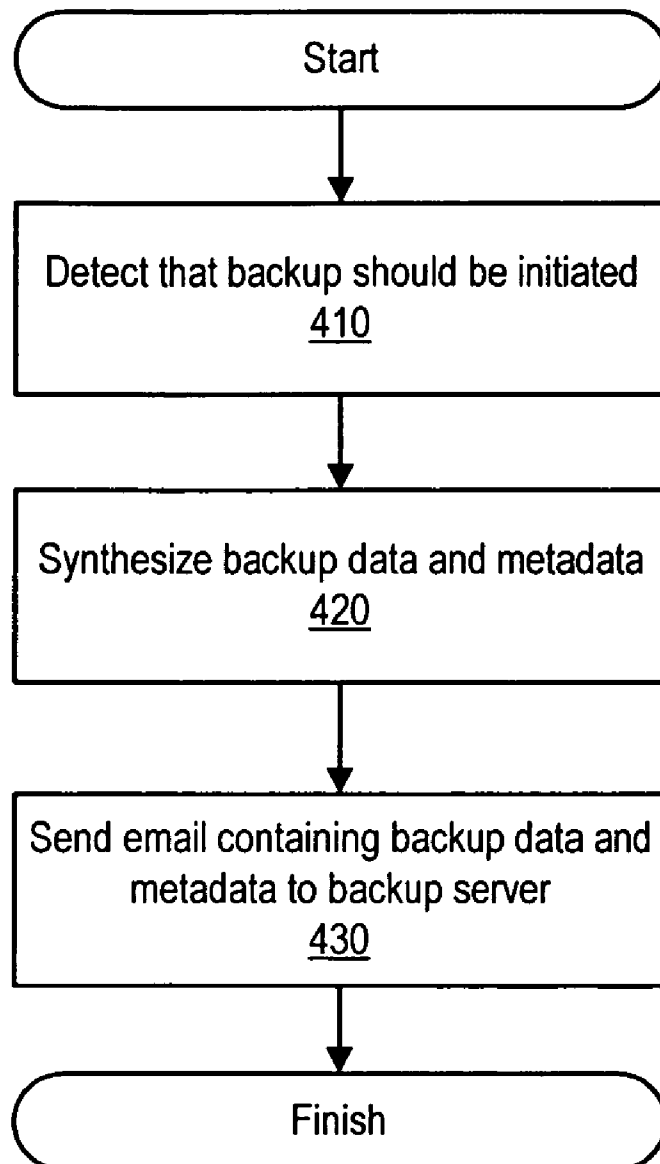 Start
Detect that backup should be initiated
410
Synthesize backup data and metadata
420
Send email containing backup data and
metadata to backup server
430
Finish